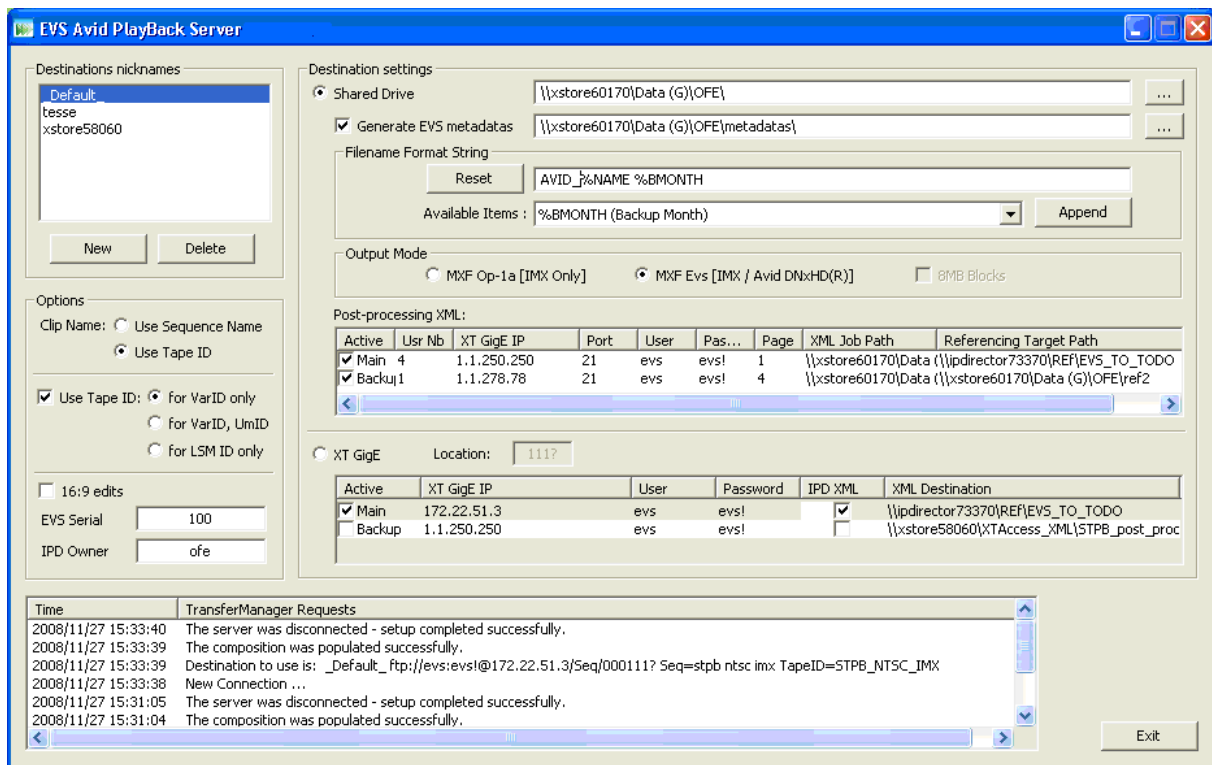 EVS Avid PlayBack Server
Destinations nicknames
_Default_
tesse
xstore58060
New Delete
Options
Clip Name: Use Sequence Name
Use Tape ID
Use Tape ID: for VarID only
for VarID, UmID
for LSM ID only
16:9 edits
EVS Serial 100
IPD Owner ofe
Destination settings
Shared Drive \\xstore60170\Data (G)\OFE\ ...
Generate EVS metadatas \\xstore60170\Data (G)\OFE\metadatas\ ...
Filename Format String
Reset AVID_%NAME %BMONTH
Available Items : %BMONTH (Backup Month) Append
Output Mode
MXF Op-1a [IMX Only] MXF Evs [IMX / Avid DNxHD(R)] 8MB Blocks
Post-processing XML:
Active Usr Nb XT GigE IP Port User Pas... Page XML Job Path Referencing Target Path
Main 4 1.1.250.250 21 evs evs! 1 \\xstore60170\Data (\\ipdirector73370\REf\EVS_TO_TODO
Backup 1 1.1.278.78 21 evs evs! 4 \\xstore60170\Data (\\xstore60170\Data (G)\OFE\ref2
XT GigE Location: 111?
Active XT GigE IP User Password IPD XML XML Destination
Main 172.22.51.3 evs evs! \\ipdirector73370\REf\EVS_TO_TODO
Backup 1.1.250.250 evs evs! \\xstore58060\XTAccess_XML\STPB_post_proc
Time TransferManager Requests
2008/11/27 15:33:40 The server was disconnected - setup completed successfully.
2008/11/27 15:33:39 The composition was populated successfully.
2008/11/27 15:33:39 Destination to use is: _Default_ ftp://evs:evs!@172.22.51.3/Seq/000111? Seq=stpb ntsc imx TapeID=STPB_NTSC_IMX
2008/11/27 15:33:38 New Connection ...
2008/11/27 15:31:05 The server was disconnected - setup completed successfully.
2008/11/27 15:31:04 The composition was populated successfully.
Exit